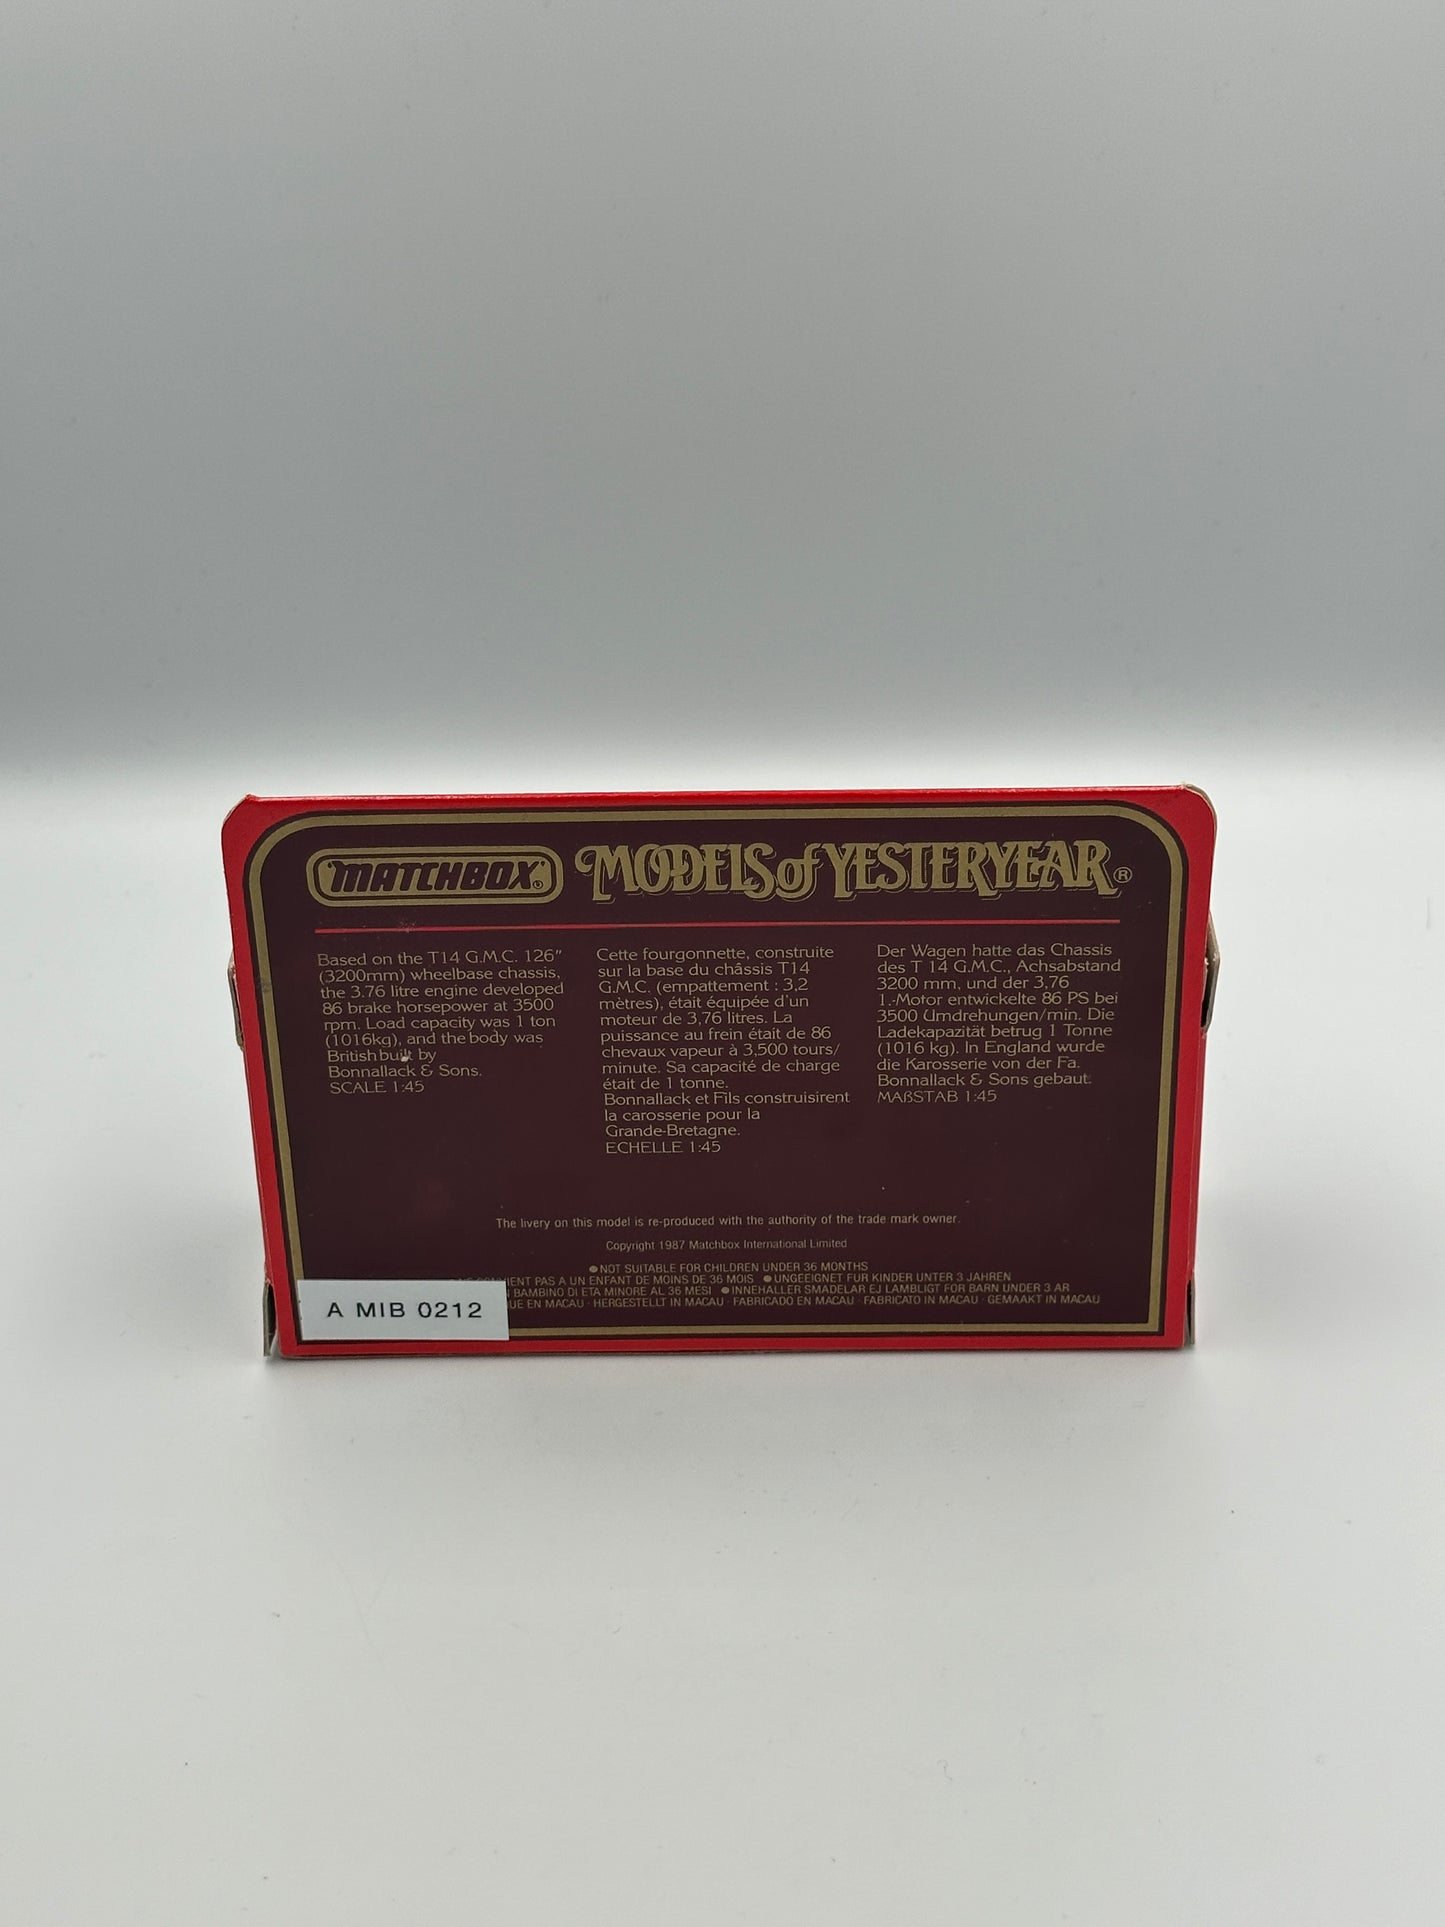 MATCHBOX® MODELS of YESTERYEAR®
Based on the T14 G.M.C. 126"
(3200mm) wheelbase chassis,
the 3.76 litre engine developed
86 brake horsepower at 3500
rpm. Load capacity was 1 ton
(1016kg), and the body was
British built by
Bonnallack & Sons.
SCALE 1:45
Cette fourgonnette, construite
sur la base du châssis T14
G.M.C. (empattement : 3,2
mètres), était équipée d'un
moteur de 3,76 litres. La
puissance au frein était de 86
chevaux vapeur à 3,500 tours/
minute. Sa capacité de charge
était de 1 tonne.
Bonnallack et Fils construisirent
la carosserie pour la
Grande-Bretagne.
ECHELLE 1:45
Der Wagen hatte das Chassis
des T 14 G.M.C., Achsabstand
3200 mm, und der 3,76
1.-Motor entwickelte 86 PS bei
3500 Umdrehungen/min. Die
Ladekapazität betrug 1 Tonne
(1016 kg). In England wurde
die Karosserie von der Fa.
Bonnallack & Sons gebaut.
MAßSTAB 1:45
The livery on this model is re-produced with the authority of the trade mark owner.
Copyright 1987 Matchbox International Limited
●NOT SUITABLE FOR CHILDREN UNDER 36 MONTHS
PAS A UN ENFANT DE MOINS DE 36 MOIS ●UNGEEIGNET FUR KINDER UNTER 3 JAHREN
BAMBINO DI ETA MINORE AL 36 MESI ●INNEHALLER SMADELAR EJ LAMBLIGT FOR BARN UNDER 3 AR
EN MACAU · HERGESTELLT IN MACAU · FABRICADO EN MACAU · FABRICATO IN MACAU · GEMAAKT IN MACAU
A MIB 0212